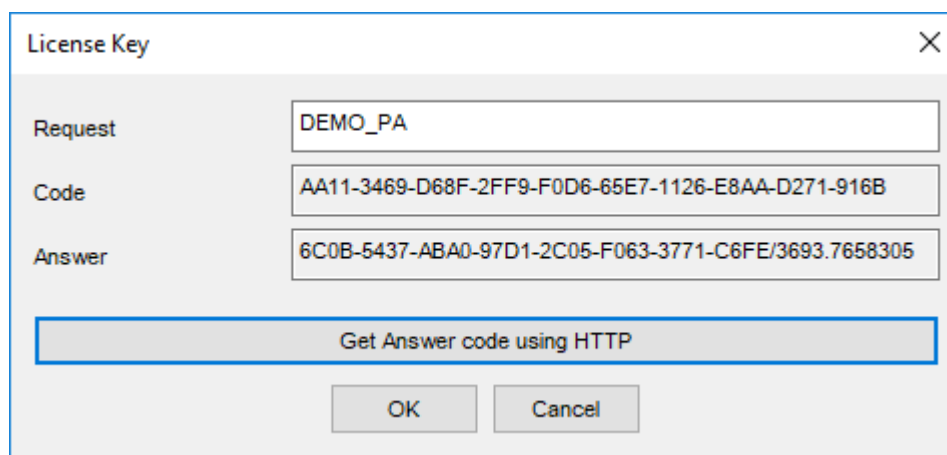 License Key
Request DEMO_PA
Code AA11-3469-D68F-2FF9-F0D6-65E7-1126-E8AA-D271-916B
Answer 6C0B-5437-ABA0-97D1-2C05-F063-3771-C6FE/3693.7658305
Get Answer code using HTTP
OK Cancel